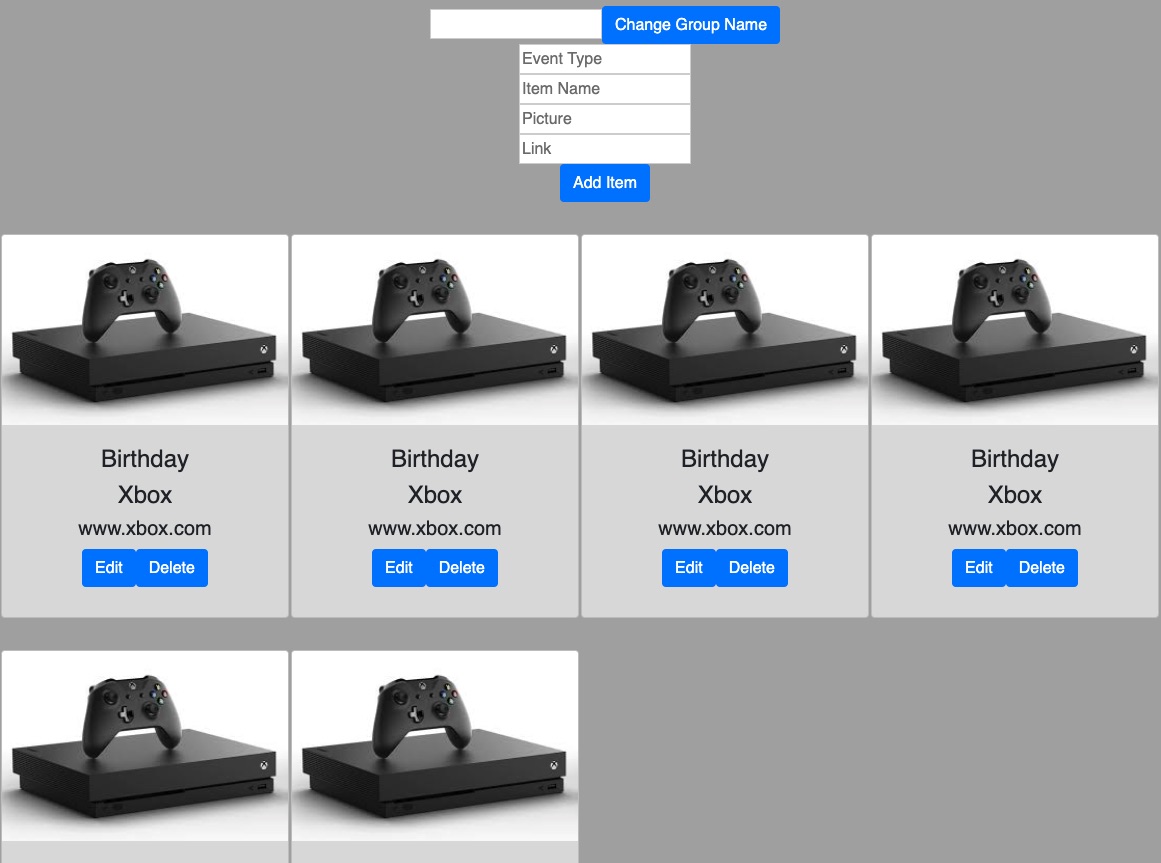 Change Group Name
Event Type
Item Name
Picture
Link
Add Item
Birthday Birthday Birthday Birthday
Xbox Xbox Xbox Xbox
www.xbox.com www.xbox.com www.xbox.com www.xbox.com
Edit Delete Edit Delete Edit Delete Edit Delete